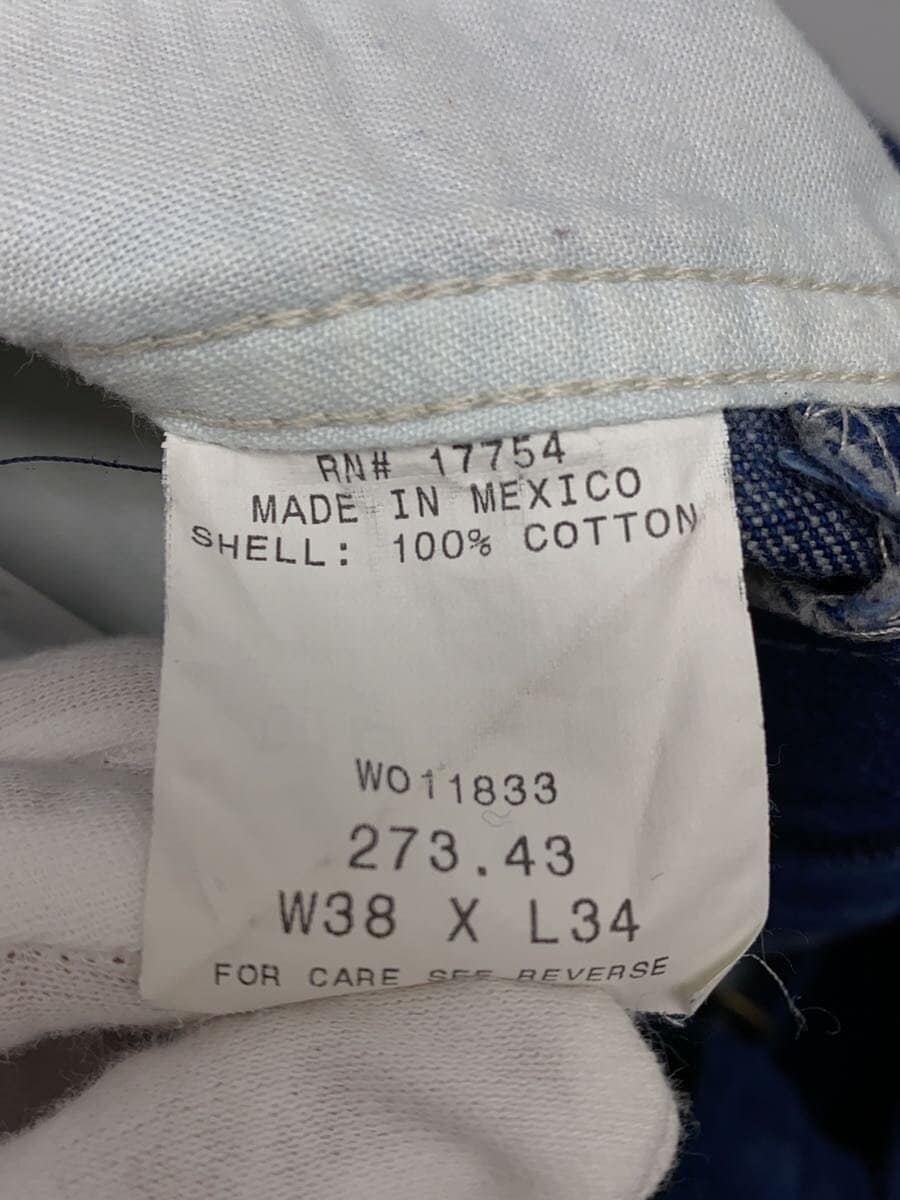 RN# 17754
MADE IN MEXICO
SHELL: 100% COTTON
WO11833
273.43
W38 X L34
FOR CARE SEE REVERSE